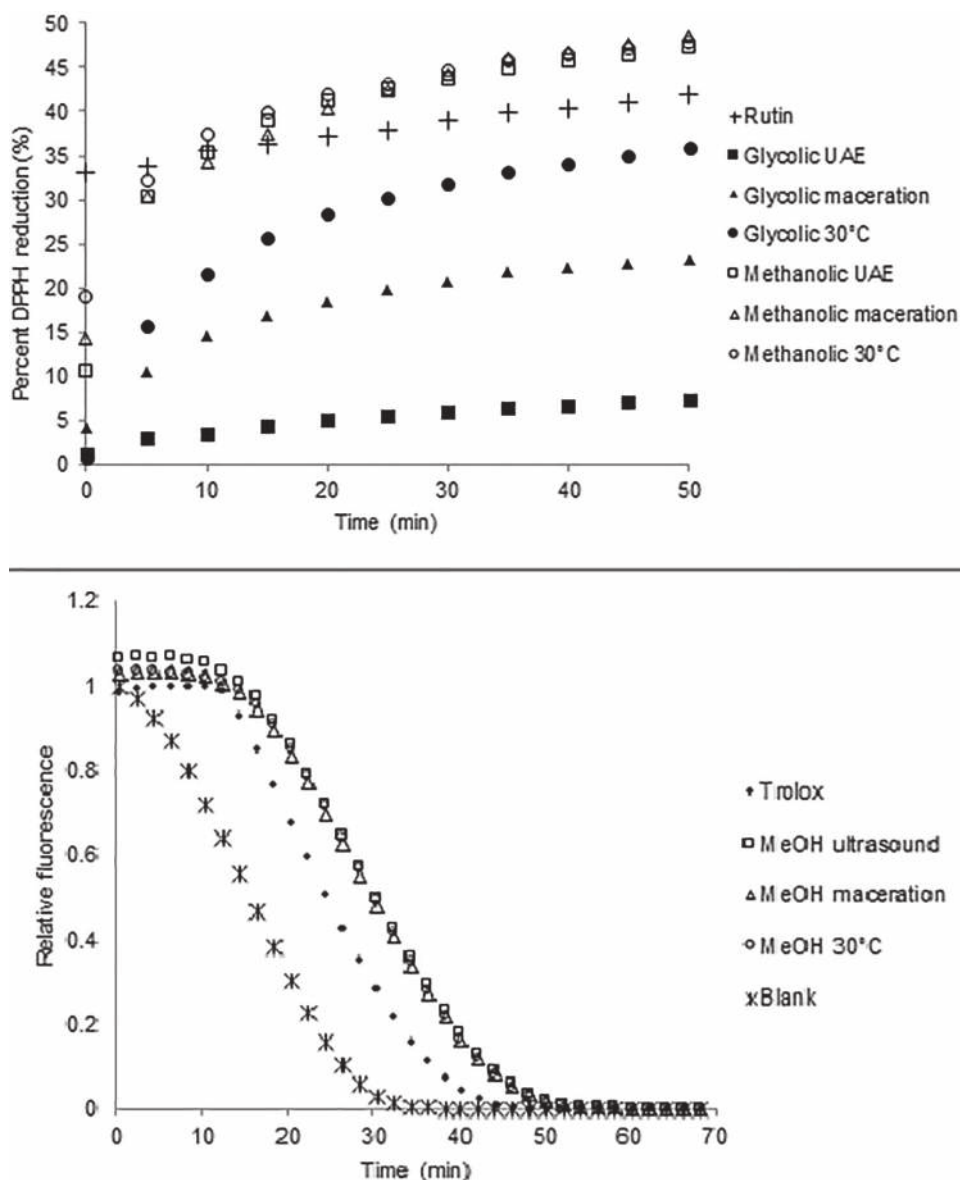 50
45
40
35
30
25
20
15
10
5
0
Percent DPPH reduction (%)
0 10 20 30 40 50
Time (min)
Rutin
Glycolic UAE
Glycolic maceration
Glycolic 30°C
Methanolic UAE
Methanolic maceration
Methanolic 30°C
1.2
1
0.8
0.6
0.4
0.2
0
Relative fluorescence
0 10 20 30 40 50 60 70
Time (min)
Trolox
MeOH ultrasound
MeOH maceration
MeOH 30°C
Blank